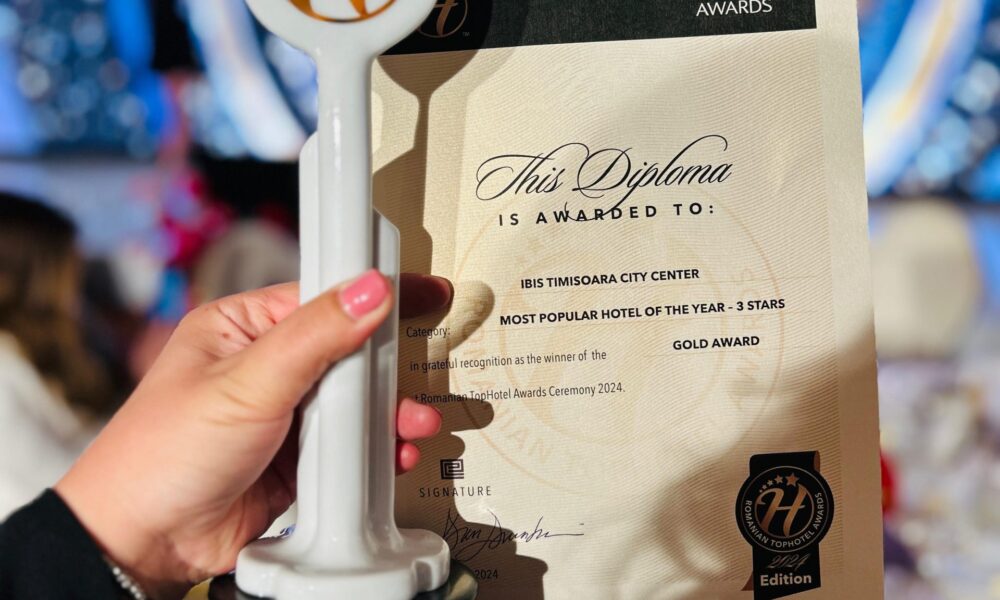 AWARDS
This Diploma
IS AWARDED TO:
IBIS TIMISOARA CITY CENTER
MOST POPULAR HOTEL OF THE YEAR – 3 STARS
Category:
GOLD AWARD
in grateful recognition as the winner of the
Romanian TopHotel Awards Ceremony 2024.
SIGNATURE
2024
H
ROMANIAN TOPHOTEL AWARDS
2024
Edition